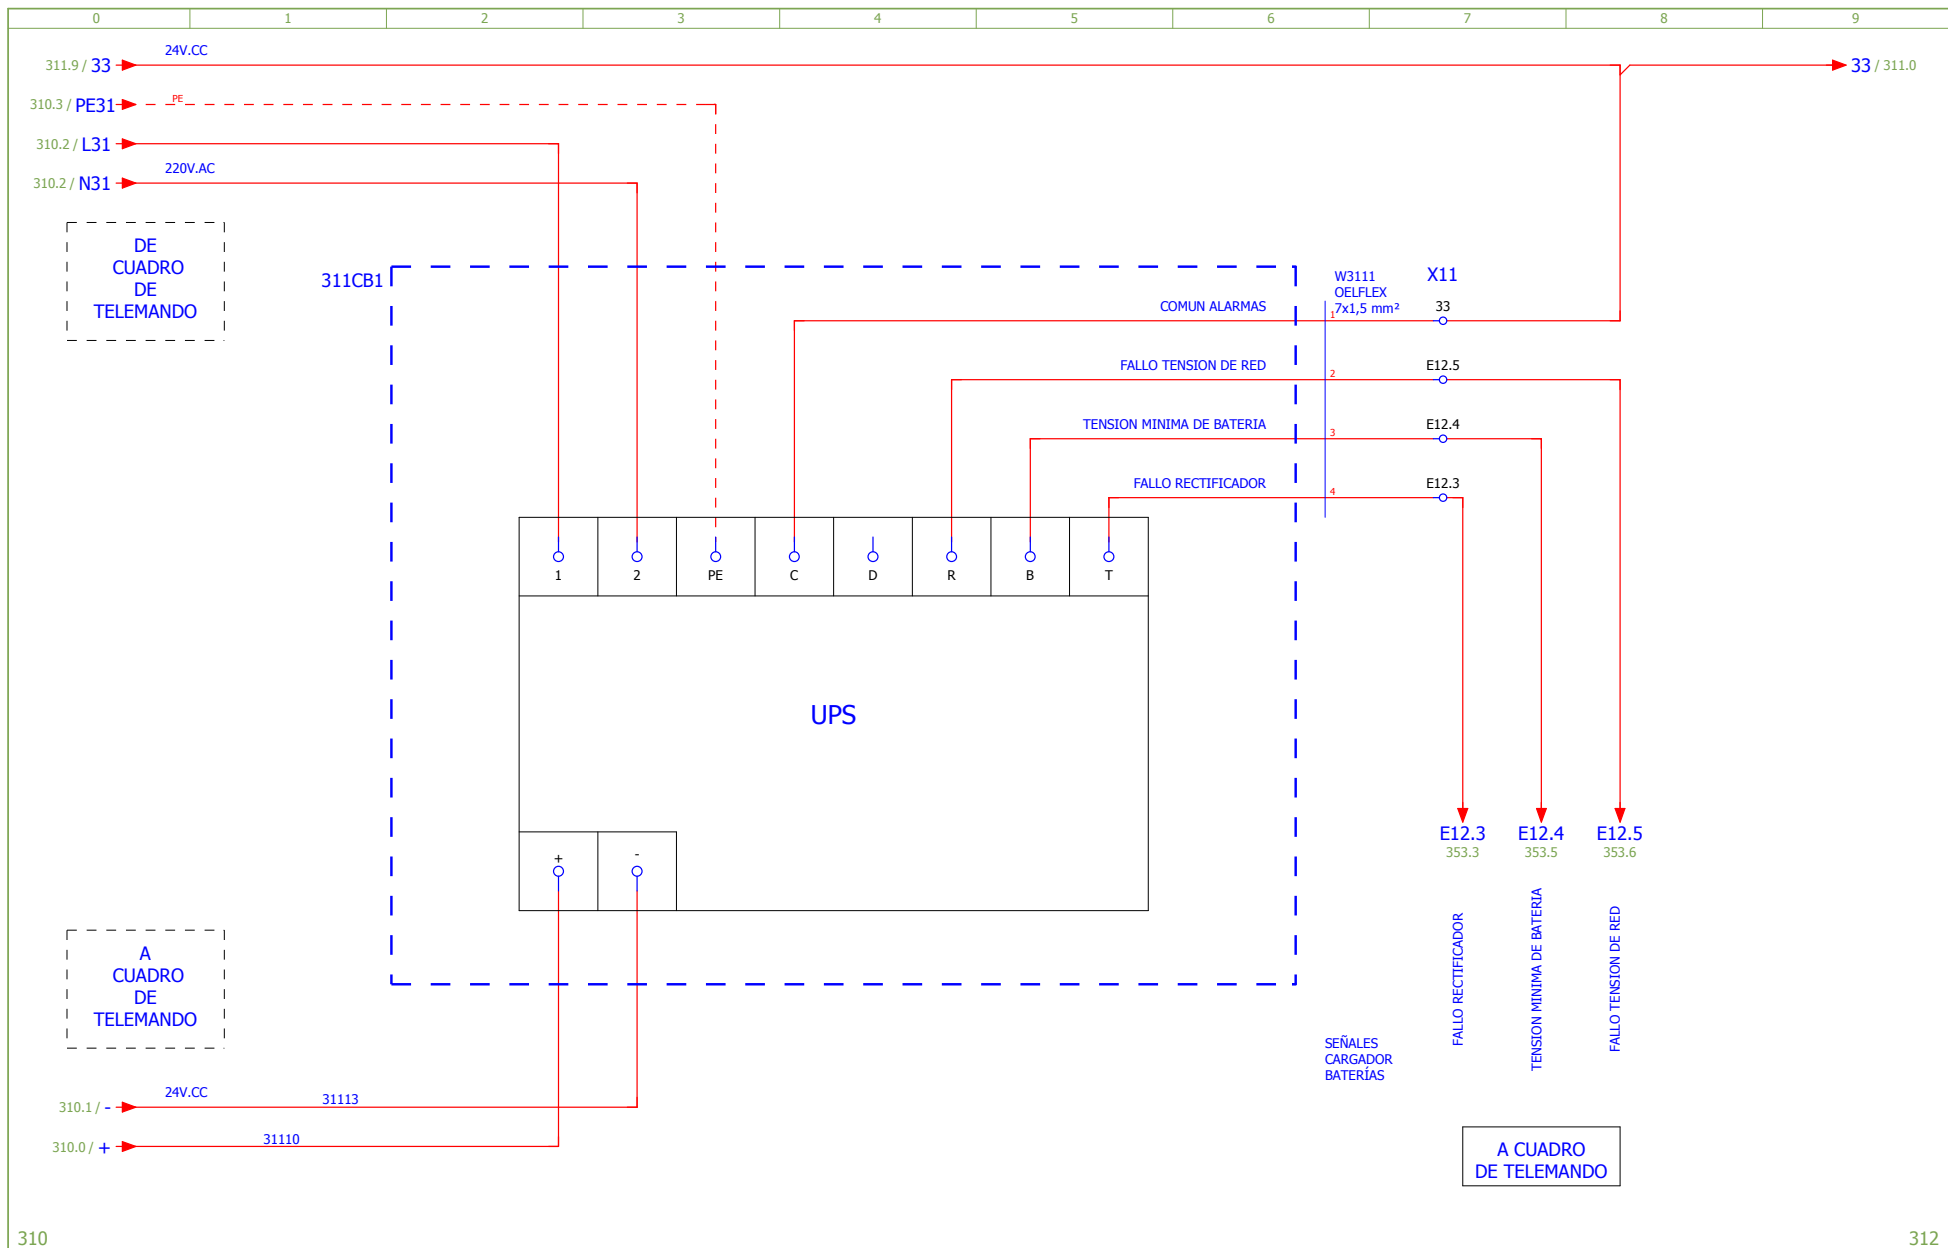 0 1 2 3 4 5 6 7 8 9
24V.CC
311.9 / 33
33 / 311.0
310.3 / PE31
PE
310.2 / L31
220V.AC
310.2 / N31
DE
CUADRO
DE
TELEMANDO
311CB1
W3111
OELFLEX
7x1,5 mm²
X11
COMUN ALARMAS
1
33
FALLO TENSION DE RED
2
E12.5
TENSION MINIMA DE BATERIA
3
E12.4
FALLO RECTIFICADOR
4
E12.3
1 2 PE C D R B T
UPS
+ -
E12.3 E12.4 E12.5
353.3 353.5 353.6
FALLO RECTIFICADOR
TENSION MINIMA DE BATERIA
FALLO TENSION DE RED
A
CUADRO
DE
TELEMANDO
SEÑALES
CARGADOR
BATERÍAS
24V.CC
310.1 / -
31113
310.0 / +
31110
A CUADRO
DE TELEMANDO
310
312